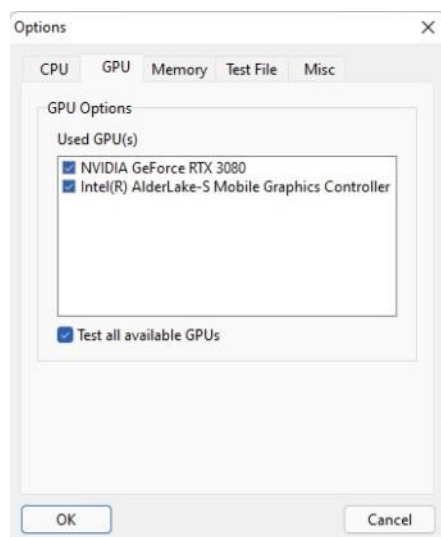 Options
CPU GPU Memory Test File Misc
GPU Options
Used GPU(s)
NVIDIA GeForce RTX 3080
Intel(R) AlderLake-S Mobile Graphics Controller
Test all available GPUs
OK Cancel